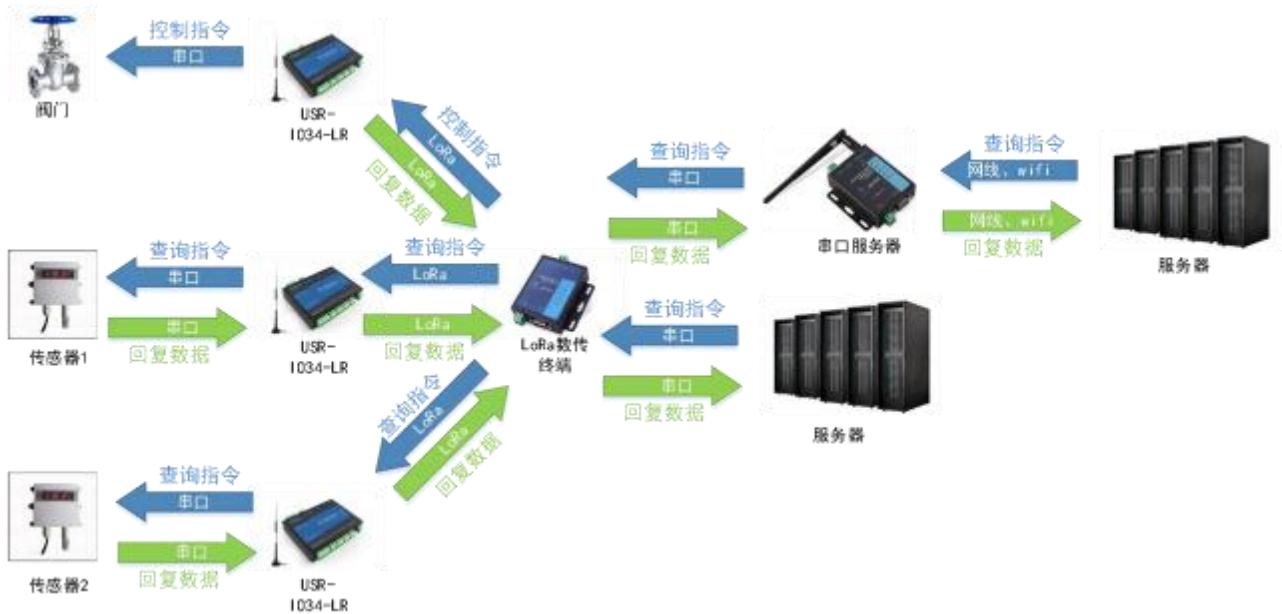 控制指令
串口
阀门
USR-
IO34-LR
控制指令
LoRa
LoRa
回复数据
查询指令
串口
串口
回复数据
串口服务器
查询指令
网线、wifi
网线、wifi
回复数据
服务器
查询指令
串口
串口
回复数据
传感器1
USR-
IO34-LR
查询指令
LoRa
LoRa
回复数据
LoRa数传
终端
查询指令
串口
串口
回复数据
服务器
查询指令
LoRa
LoRa
回复数据
查询指令
串口
串口
回复数据
传感器2
USR-
IO34-LR